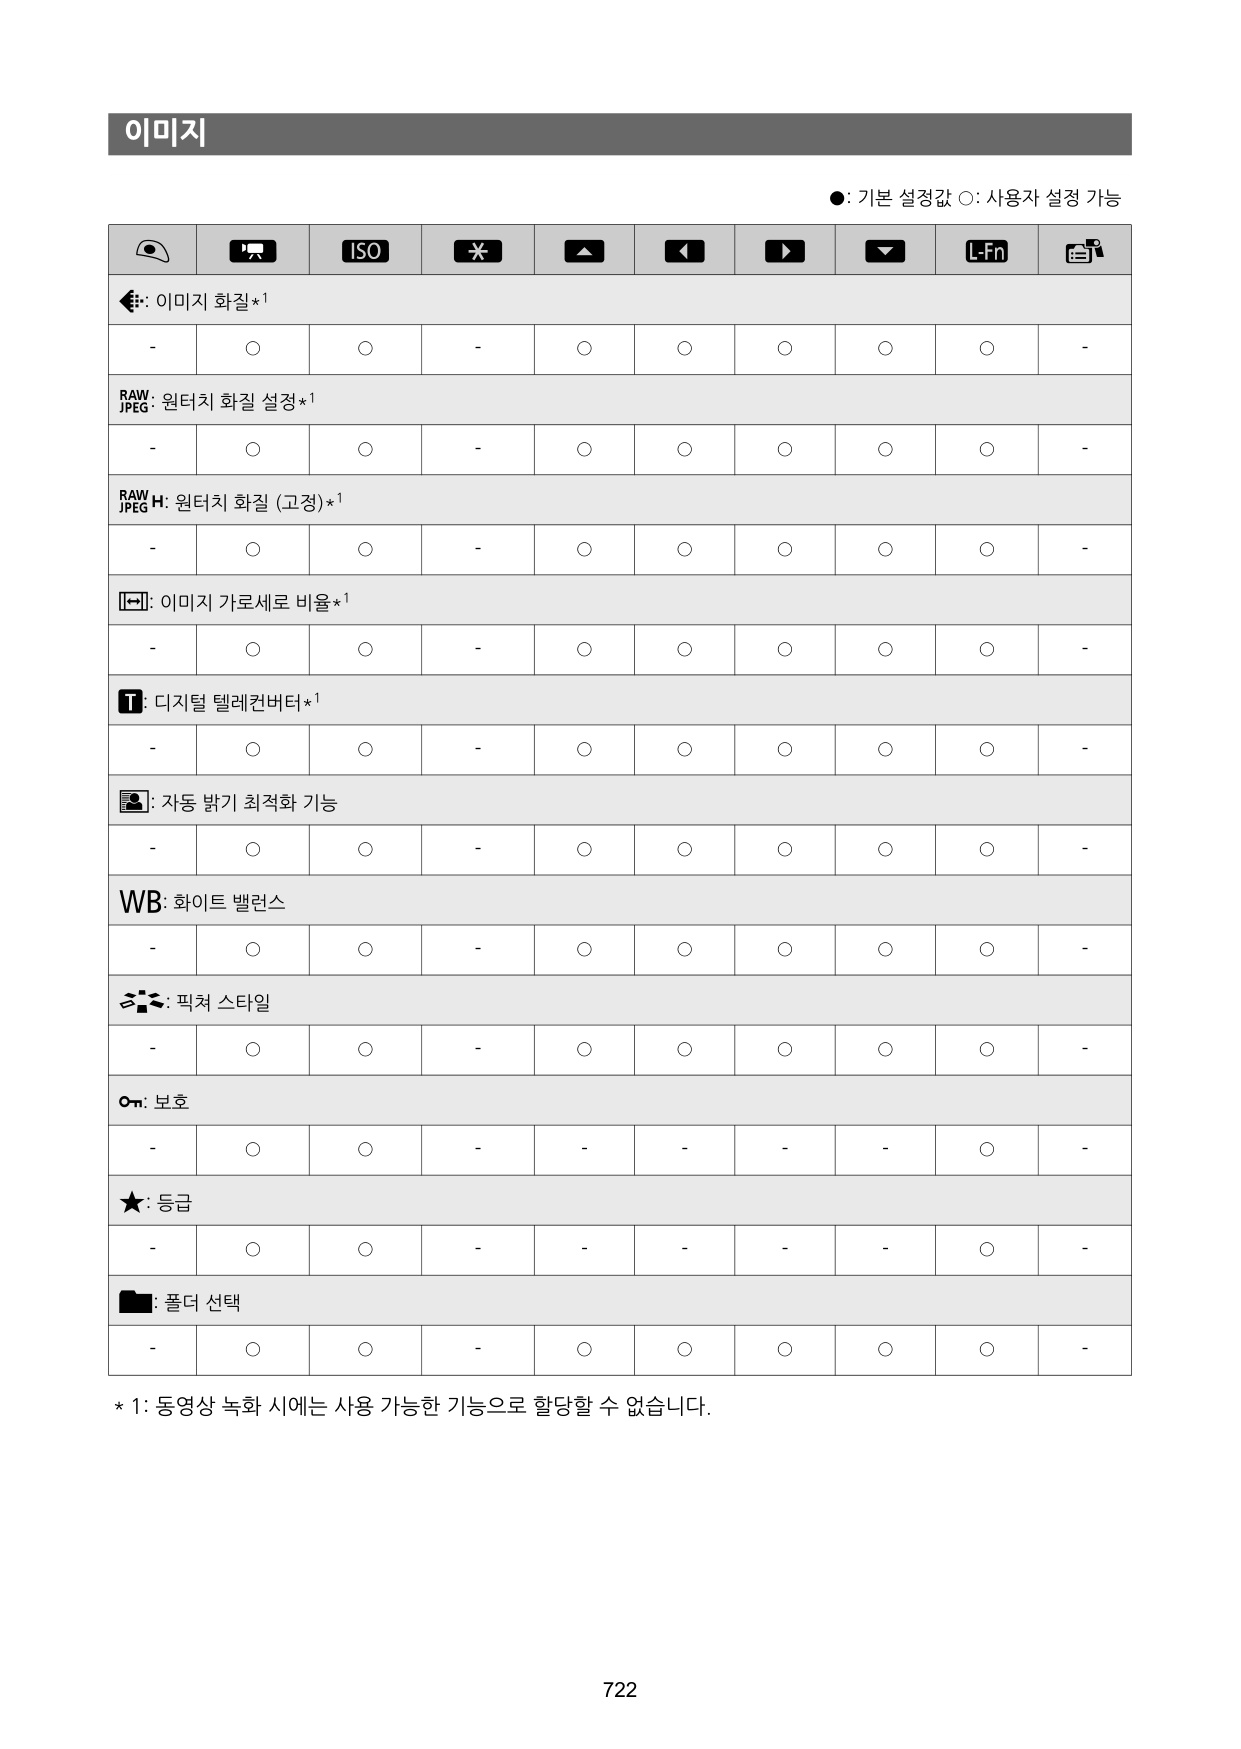 이미지
●: 기본 설정값 ○: 사용자 설정 가능
ISO L-Fn
: 이미지 화질*1
- ○ ○ - ○ ○ ○ ○ ○ -
RAW JPEG: 원터치 화질 설정*1
- ○ ○ - ○ ○ ○ ○ ○ -
RAW JPEG H: 원터치 화질 (고정)*1
- ○ ○ - ○ ○ ○ ○ ○ -
: 이미지 가로세로 비율*1
- ○ ○ - ○ ○ ○ ○ ○ -
T: 디지털 텔레컨버터*1
- ○ ○ - ○ ○ ○ ○ ○ -
: 자동 밝기 최적화 기능
- ○ ○ - ○ ○ ○ ○ ○ -
WB: 화이트 밸런스
- ○ ○ - ○ ○ ○ ○ ○ -
: 픽쳐 스타일
- ○ ○ - ○ ○ ○ ○ ○ -
: 보호
- ○ ○ - - - - - ○ -
★: 등급
- ○ ○ - - - - - ○ -
: 폴더 선택
- ○ ○ - ○ ○ ○ ○ ○ -
* 1: 동영상 녹화 시에는 사용 가능한 기능으로 할당할 수 없습니다.
722